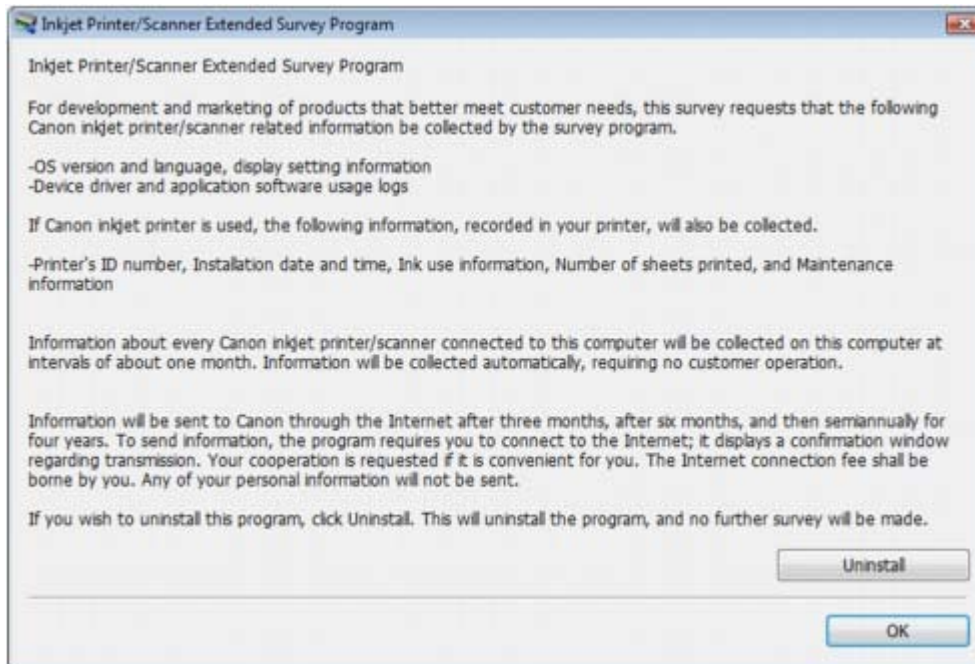 Inkjet Printer/Scanner Extended Survey Program
Inkjet Printer/Scanner Extended Survey Program
For development and marketing of products that better meet customer needs, this survey requests that the following
Canon inkjet printer/scanner related information be collected by the survey program.
-OS version and language, display setting information
-Device driver and application software usage logs
If Canon inkjet printer is used, the following information, recorded in your printer, will also be collected.
-Printer's ID number, Installation date and time, Ink use information, Number of sheets printed, and Maintenance
information
Information about every Canon inkjet printer/scanner connected to this computer will be collected on this computer at
intervals of about one month. Information will be collected automatically, requiring no customer operation.
Information will be sent to Canon through the Internet after three months, after six months, and then semiannually for
four years. To send information, the program requires you to connect to the Internet; it displays a confirmation window
regarding transmission. Your cooperation is requested if it is convenient for you. The Internet connection fee shall be
borne by you. Any of your personal information will not be sent.
If you wish to uninstall this program, click Uninstall. This will uninstall the program, and no further survey will be made.
Uninstall
OK